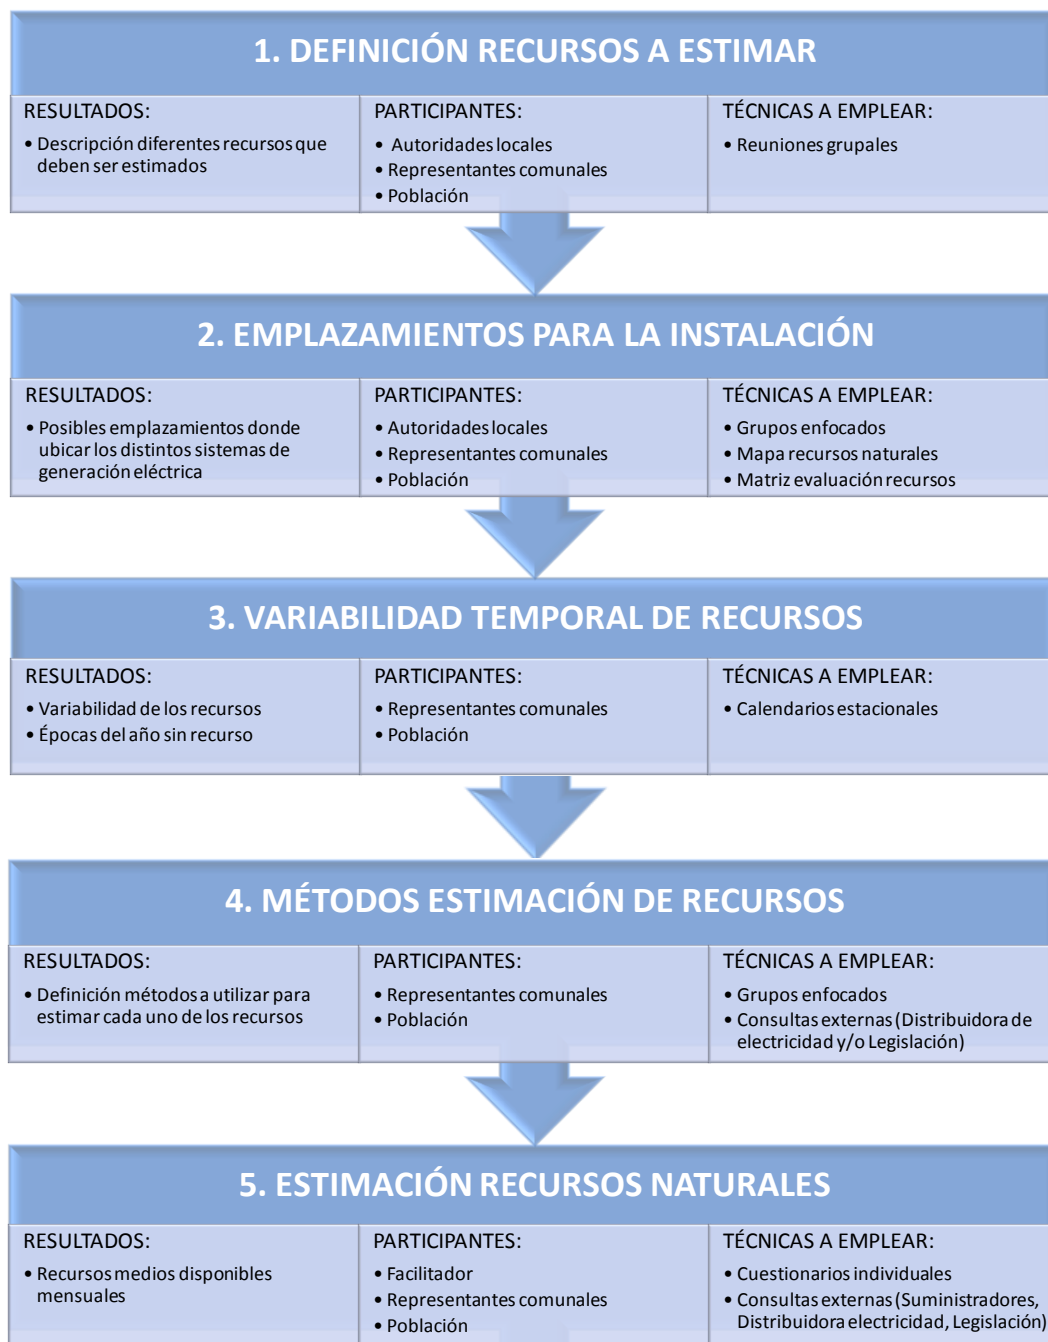 1. DEFINICIÓN RECURSOS A ESTIMAR
RESULTADOS:
• Descripción diferentes recursos que
deben ser estimados
PARTICIPANTES:
• Autoridades locales
• Representantes comunales
• Población
TÉCNICAS A EMPLEAR:
• Reuniones grupales
2. EMPLAZAMIENTOS PARA LA INSTALACIÓN
RESULTADOS:
• Posibles emplazamientos donde
ubicar los distintos sistemas de
generación eléctrica
PARTICIPANTES:
• Autoridades locales
• Representantes comunales
• Población
TÉCNICAS A EMPLEAR:
• Grupos enfocados
• Mapa recursos naturales
• Matriz evaluación recursos
3. VARIABILIDAD TEMPORAL DE RECURSOS
RESULTADOS:
• Variabilidad de los recursos
• Épocas del año sin recurso
PARTICIPANTES:
• Representantes comunales
• Población
TÉCNICAS A EMPLEAR:
• Calendarios estacionales
4. MÉTODOS ESTIMACIÓN DE RECURSOS
RESULTADOS:
• Definición métodos a utilizar para
estimar cada uno de los recursos
PARTICIPANTES:
• Representantes comunales
• Población
TÉCNICAS A EMPLEAR:
• Grupos enfocados
• Consultas externas (Distribuidora de
electricidad y/o Legislación)
5. ESTIMACIÓN RECURSOS NATURALES
RESULTADOS:
• Recursos medios disponibles
mensuales
PARTICIPANTES:
• Facilitador
• Representantes comunales
• Población
TÉCNICAS A EMPLEAR:
• Cuestionarios individuales
• Consultas externas (Suministradores,
Distribuidora electricidad, Legislación)